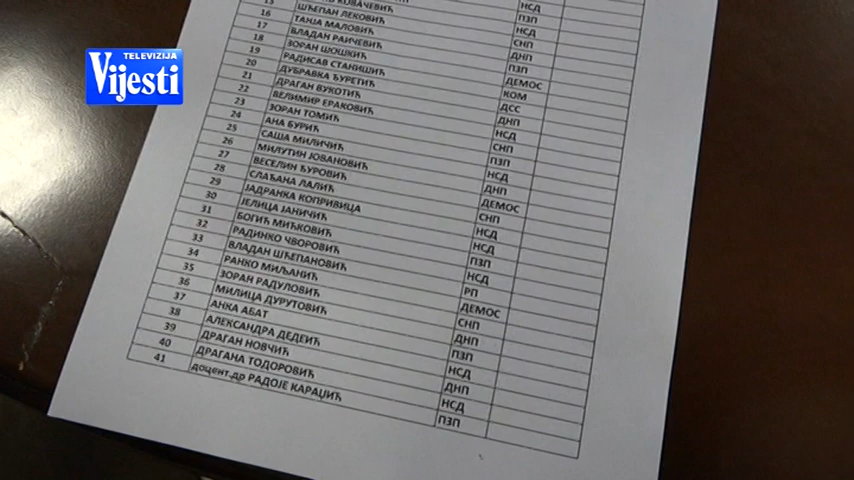 НСД
ПЗП
КОВАЧЕВИЋ НСД
15 ШЋЕПАН ЛЕКОВИЋ СНП
16 ТАЊА МАЛОВИЋ ДНП
17 ВЛАДАН РАИЧЕВИЋ ПЗП
18 ЗОРАН ШОШКИЋ ДЕМОС
19 РАДИСАВ СТАНИШИЋ КОМ
20 ДУБРАВКА ЂУРЕТИЋ ДСС
21 ДРАГАН ВУКОТИЋ ДНП
22 ВЕЛИМИР ЕРАКОВИЋ НСД
23 ЗОРАН ТОМИЋ СНП
24 АНА БУРИЋ ПЗП
25 САША МИЛИЧИЋ НСД
26 МИЛУТИН ЈОВАНОВИЋ ДНП
27 ВЕСЕЛИН ЂУРОВИЋ ДЕМОС
28 СЛАЂАНА ЛАЛИЋ СНП
29 ЈАДРАНКА КОПРИВИЦА НСД
30 ЈЕЛИЦА ЈАНИЧИЋ НСД
31 БОГИЋ МИЋКОВИЋ ПЗП
32 РАДИНКО ЧВОРОВИЋ НСД
33 ВЛАДАН ШЋЕПАНОВИЋ РП
34 РАНКО МИЉАНИЋ ДЕМОС
35 ЗОРАН РАДУЛОВИЋ СНП
36 МИЛИЦА ДУРУТОВИЋ ДНП
37 АНКА АБАТ ПЗП
38 АЛЕКСАНДРА ДЕДЕИЋ НСД
39 ДРАГАН НОВЧИЋ ДНП
40 ДРАГАНА ТОДОРОВИЋ НСД
41 доцент.др РАДОЈЕ КАРАЏИЋ ПЗП
TELEVIZIJA
Vijesti